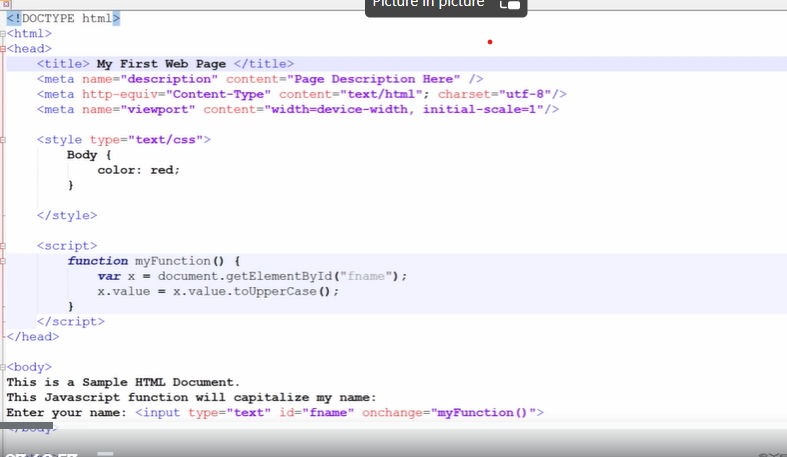 Picture in picture
<!DOCTYPE html>
<html>
<head>
<title> My First Web Page </title>
<meta name="description" content="Page Description Here" />
<meta http-equiv="Content-Type" content="text/html"; charset="utf-8"/>
<meta name="viewport" content="width=device-width, initial-scale=1"/>
<style type="text/css">
Body {
color: red;
}
</style>
<script>
function myFunction() {
var x = document.getElementById("fname");
x.value = x.value.toUpperCase();
}
</script>
</head>
<body>
This is a Sample HTML Document.
This Javascript function will capitalize my name:
Enter your name: <input type="text" id="fname" onchange="myFunction()">
</body>